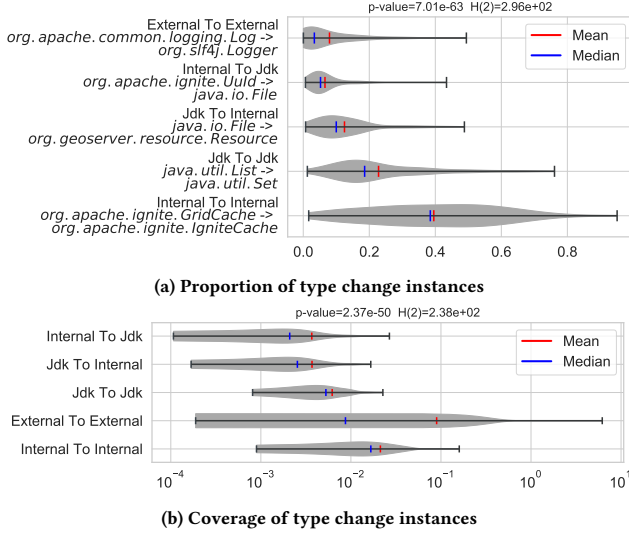 p-value=7.01e-63 H(2)=2.96e+02
External To External
org.apache.common.logging.Log ->
org.slf4j.Logger
Internal To Jdk
org.apache.ignite.UuId ->
java.io.File
Jdk To Internal
java.io.File ->
org.geoserver.resource.Resource
Jdk To Jdk
java.util.List ->
java.util.Set
Internal To Internal
org.apache.ignite.GridCache ->
org.apache.ignite.IgniteCache
Mean
Median
0.0 0.2 0.4 0.6 0.8
(a) Proportion of type change instances
p-value=2.37e-50 H(2)=2.38e+02
Internal To Jdk
Jdk To Internal
Jdk To Jdk
External To External
Internal To Internal
Mean
Median
10⁻⁴ 10⁻³ 10⁻² 10⁻¹ 10⁰ 10¹
(b) Coverage of type change instances